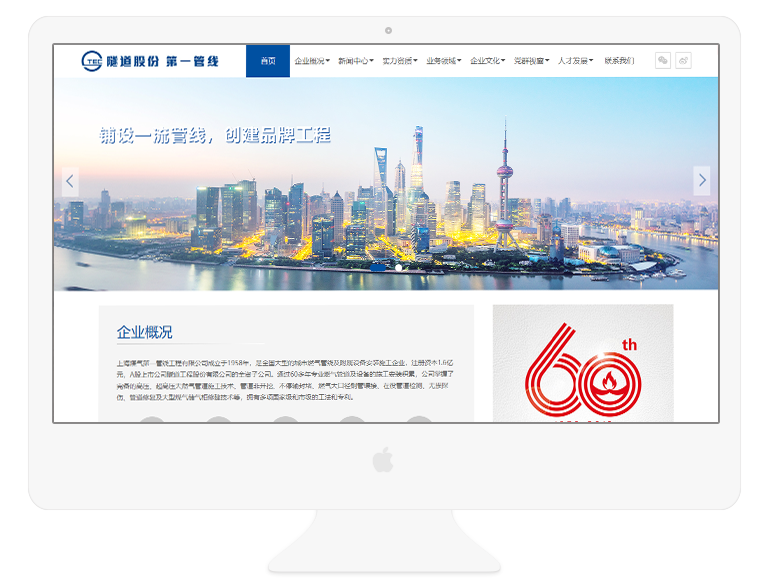 STEC 隧道股份 第一管线
首页 企业概况 新闻中心 实力资质 业务领域 企业文化 党群视窗 人才发展 联系我们
铺设一流管线，创建品牌工程
企业概况
上海煤气第一管线工程有限公司成立于1958年，是全国大型的城市燃气管线及附属设备安装施工企业，注册资本1.6亿
元，A股上市公司隧道工程股份有限公司的全资子公司。通过60多年专业燃气管道及设备的施工安装积累，公司掌握了
完备的高压、超高压天然气管道施工技术、管道非开挖、不停输封堵、燃气大口径钢管焊接、在役管道检测、无损探
伤、管道修复及大型煤气储气柜修建技术等，拥有多项国家级和市级的工法和专利。
60th